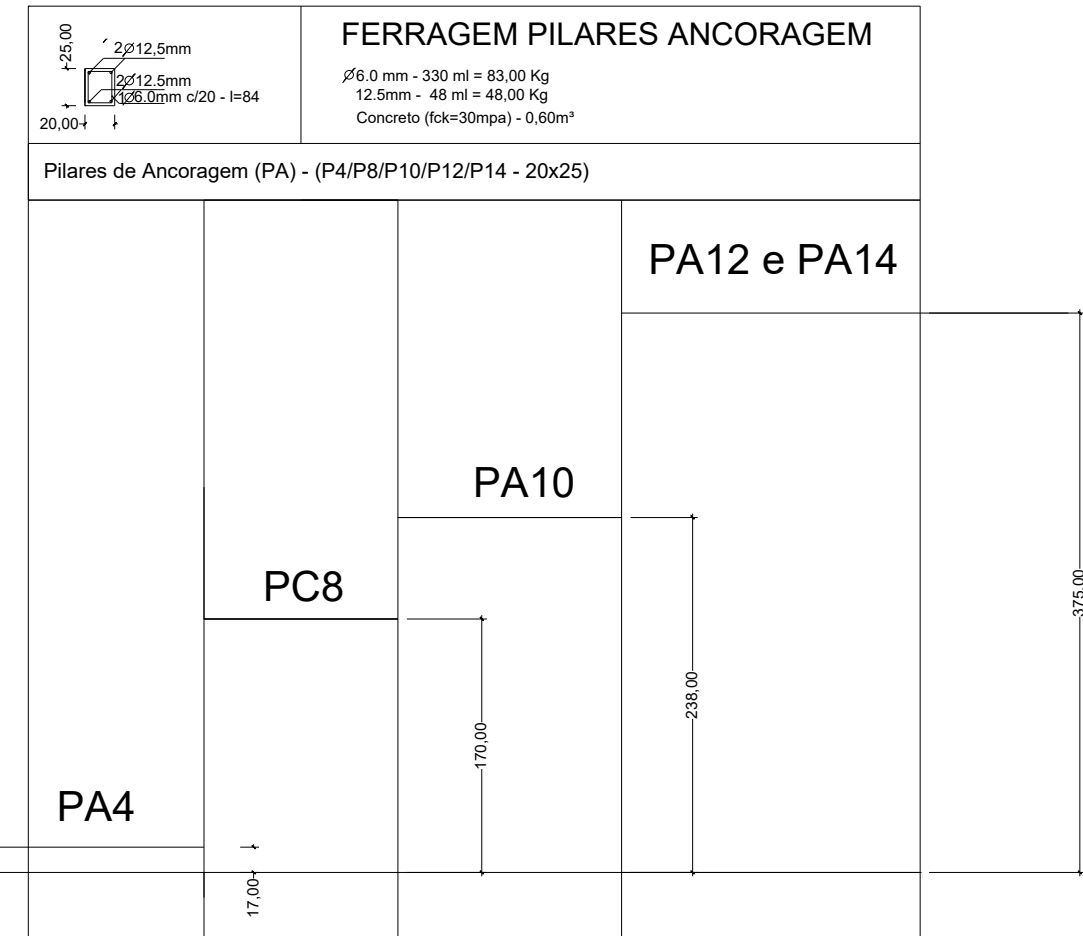 25,00
2Ø12,5mm
2Ø12.5mm
1Ø6.0mm c/20 - l=84
20,00
FERRAGEM PILARES ANCORAGEM
Ø6.0 mm - 330 ml = 83,00 Kg
12.5mm - 48 ml = 48,00 Kg
Concreto (fck=30mpa) - 0,60m³
Pilares de Ancoragem (PA) - (P4/P8/P10/P12/P14 - 20x25)
PA12 e PA14
PA10
PC8
375,00
238,00
170,00
PA4
17,00